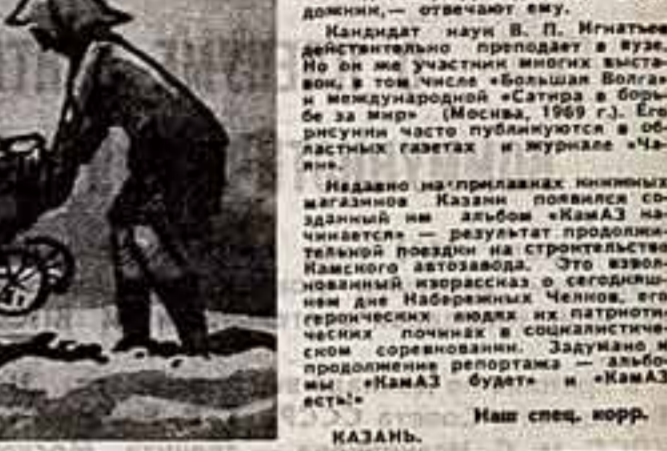 дожник,— отвечают ему.
Кандидат наук В. П. Игнатьев
действительно преподает в вузе.
Но он же участник многих выста-
вок, в том числе «Большая Волга»
и международной «Сатира в борь-
бе за мир» (Москва, 1969 г.). Его
рисунки часто публикуются в об-
ластных газетах и журнале «Ча-
ян».
Недавно на прилавках книжных
магазинов Казани появился со-
зданный им альбом «КамАЗ на-
чинается» — результат продолжи-
тельной поездки на строительство
Камского автозавода. Это взвол-
нованный изорассказ о сегодняш-
нем дне Набережных Челнов, его
героических людях их патриоти-
ческих починах в социалистиче-
ском соревновании. Задумано и
продолжение репортажа — альбо-
мы «КамАЗ будет» и «КамАЗ
есть!»
Наш спец. корр.
КАЗАНЬ.